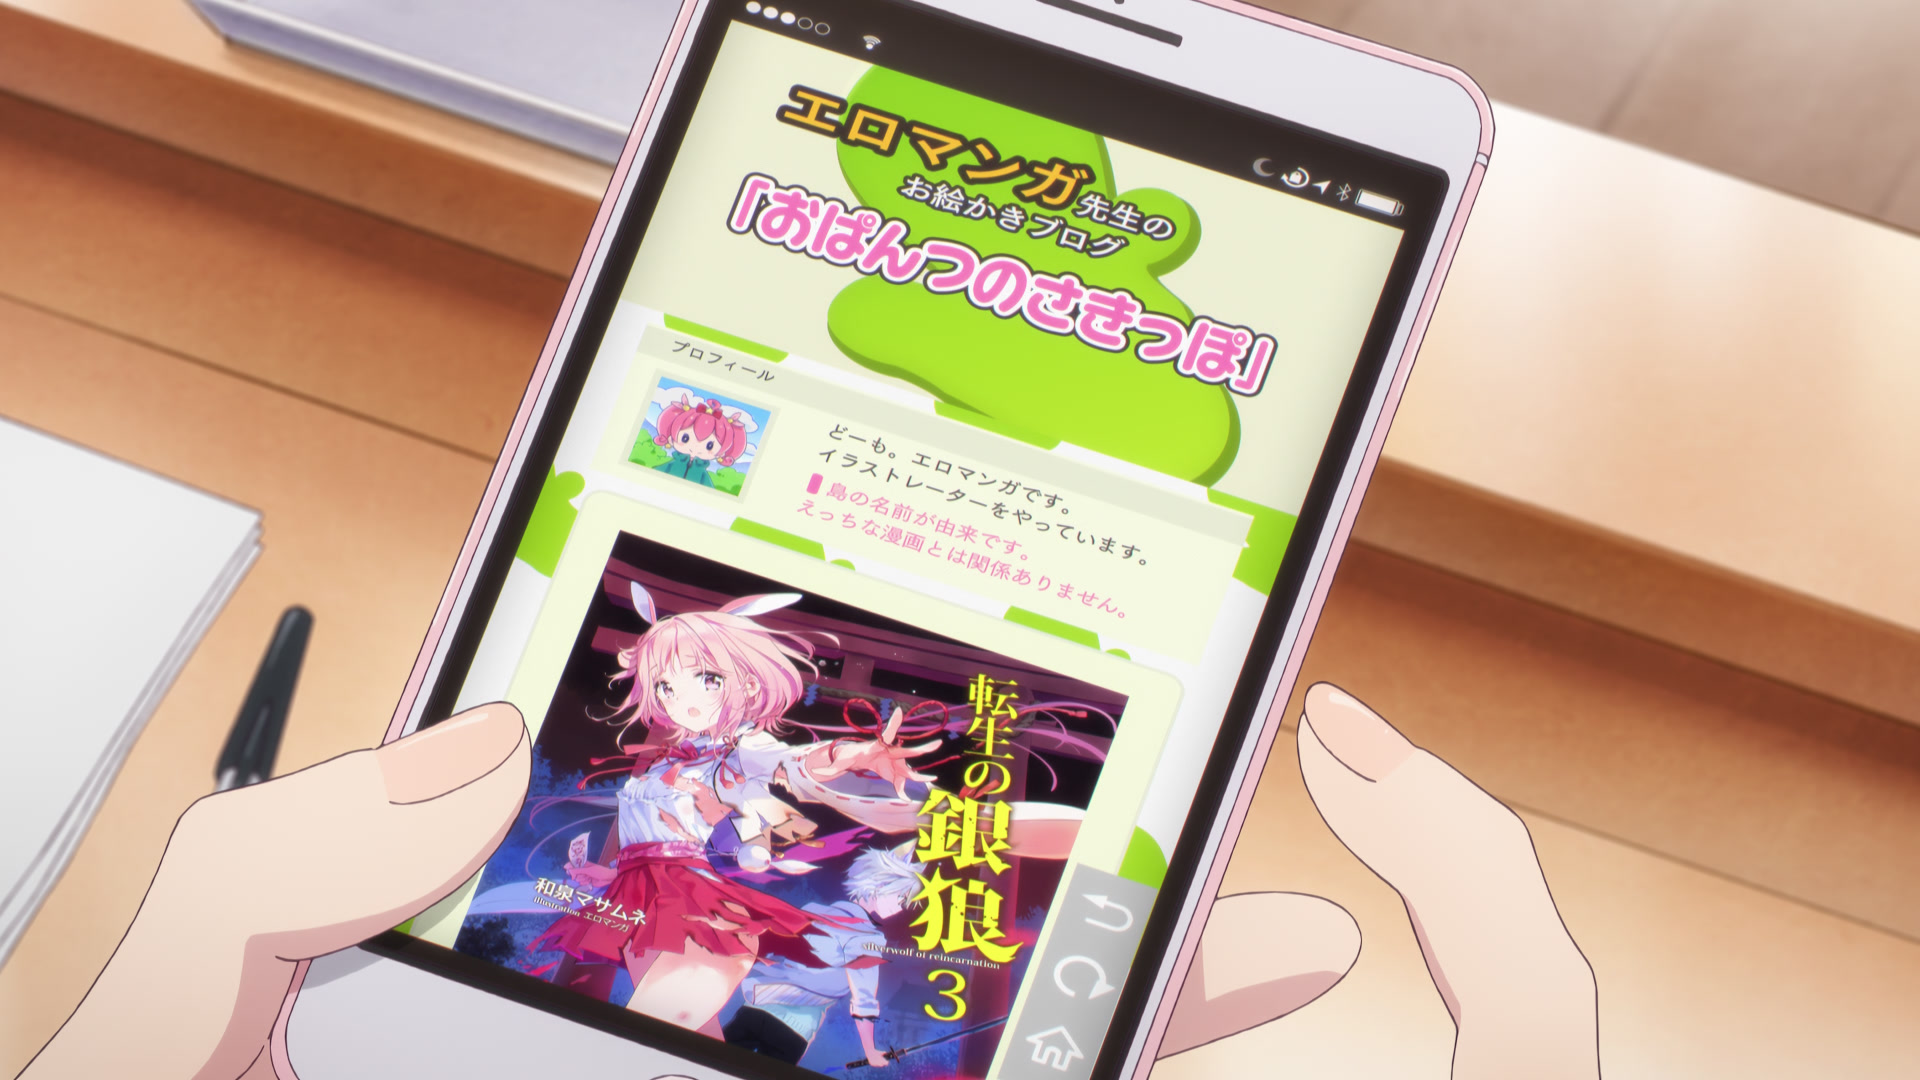 エロマンガ先生の
お絵かきブログ
「おぱんつのさきっぽ」
プロフィール
どーも。エロマンガです。
イラストレーターをやっています。
島の名前が由来です。
えっちな漫画とは関係ありません。
転生の銀狼3
silverwolf of reincarnation
和泉マサムネ
illustration エロマンガ